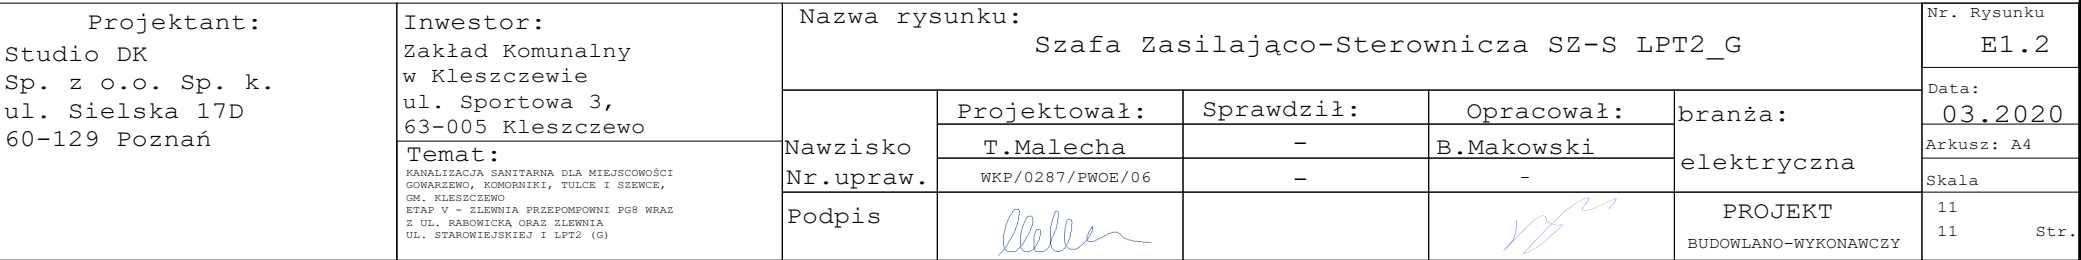 Projektant:
Studio DK
Sp. z o.o. Sp. k.
ul. Sielska 17D
60-129 Poznań
Inwestor:
Zakład Komunalny
w Kleszczewie
ul. Sportowa 3,
63-005 Kleszczewo
Temat:
KANALIZACJA SANITARNA DLA MIEJSCOWOŚCI
GOWARZEWO, KOMORNIKI, TULCE I SZEWCE,
GM. KLESZCZEWO
ETAP V - ZLEWNIA PRZEPOMPOWNI PG8 WRAZ
Z UL. RABOWICKĄ ORAZ ZLEWNIA
UL. STAROWIEJSKIEJ I LPT2 (G)
Nazwa rysunku:
Szafa Zasilająco-Sterownicza SZ-S LPT2_G
Projektował: Sprawdził: Opracował:
Nawzisko T.Malecha - B.Makowski
Nr.upraw. WKP/0287/PWOE/06 - -
Podpis
branża:
elektryczna
PROJEKT
BUDOWLANO-WYKONAWCZY
Nr. Rysunku
E1.2
Data:
03.2020
Arkusz: A4
Skala
11
11 Str.